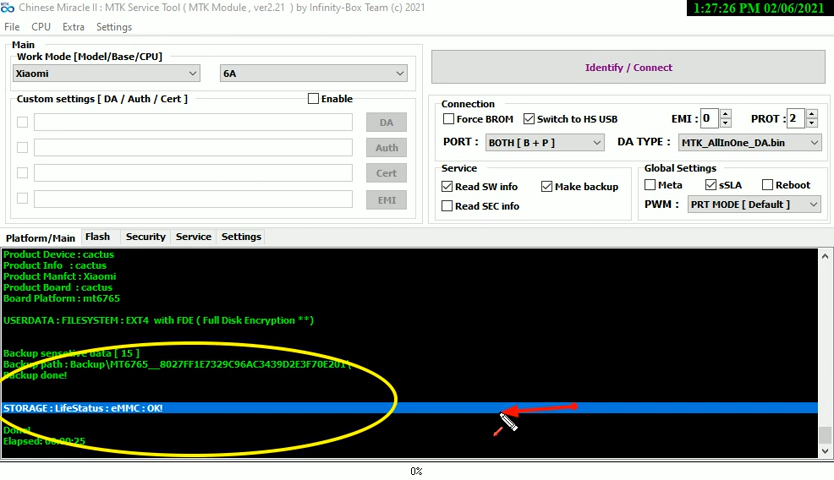 Chinese Miracle II : MTK Service Tool ( MTK Module , ver2.21 ) by Infinity-Box Team (c) 2021
1:27:26 PM 02/06/2021
File CPU Extra Settings
Main
Work Mode [Model/Base/CPU]
Xiaomi 6A
Identify / Connect
Custom settings [ DA / Auth / Cert ] Enable
DA
Auth
Cert
EMI
Connection
Force BROM Switch to HS USB EMI : 0 PROT : 2
PORT : BOTH [ B + P ] DA TYPE : MTK_AllInOne_DA.bin
Service
Read SW info Make backup
Read SEC info
Global Settings
Meta sSLA Reboot
PWM : PRT MODE [ Default ]
Platform/Main Flash Security Service Settings
Product Device : cactus
Product Info : cactus
Product Manfct : Xiaomi
Product Board : cactus
Board Platform : mt6765
USERDATA : FILESYSTEM : EXT4 with FDE ( Full Disk Encryption **)
Backup sensetive data [ 15 ]
Backup path : Backup\MT6765__8027FF1E7329C96AC3439D2E3F70E201\
Backup done!
STORAGE : LifeStatus : eMMC : OK!
Done!
Elapsed: 00:00:25
0%